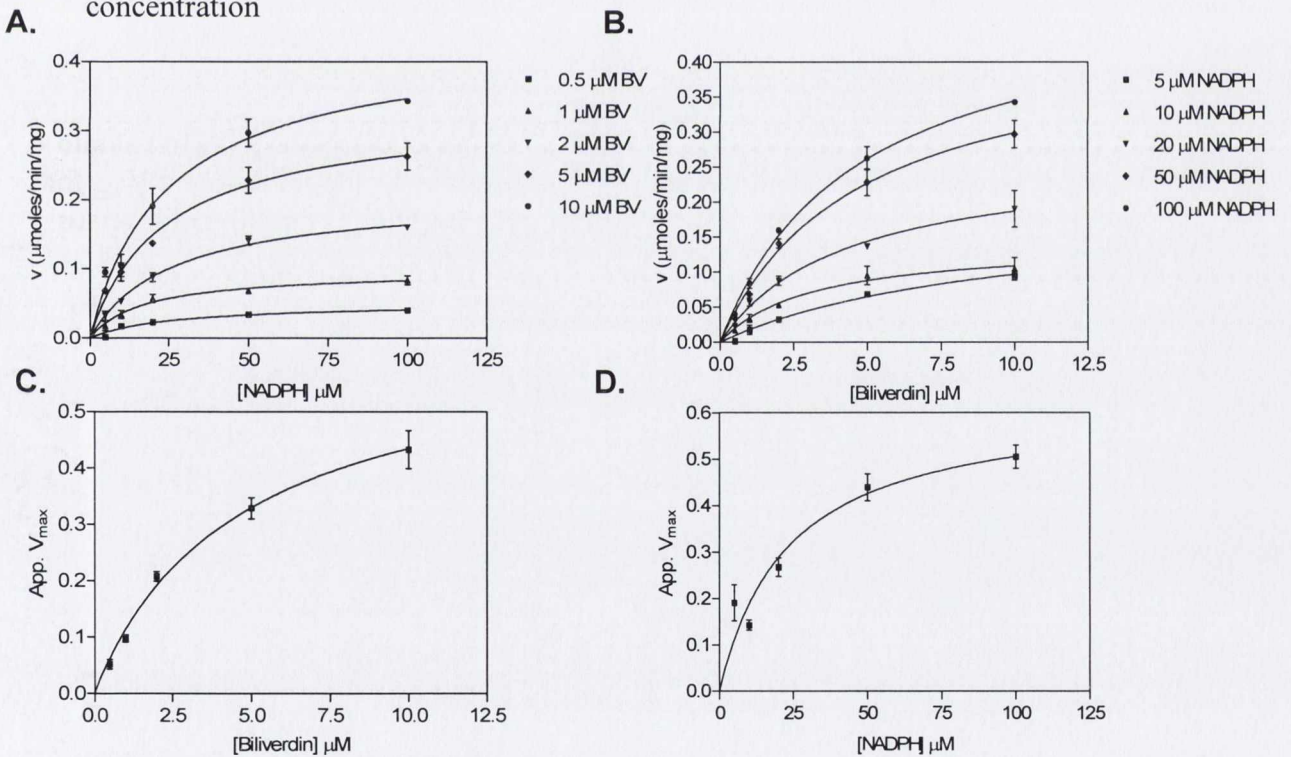 concentration
A.
v (µmoles/min/mg)
0.4
0.3
0.2
0.1
0.0
0
25
50
75
100
125
[NADPH] µM
0.5 µM BV
1 µM BV
2 µM BV
5 µM BV
10 µM BV
B.
v (µmoles/min/mg)
0.40
0.35
0.30
0.25
0.20
0.15
0.10
0.05
0.00
0.0
2.5
5.0
7.5
10.0
12.5
[Biliverdin] µM
5 µM NADPH
10 µM NADPH
20 µM NADPH
50 µM NADPH
100 µM NADPH
C.
App. Vmax
0.5
0.4
0.3
0.2
0.1
0.0
0.0
2.5
5.0
7.5
10.0
12.5
[Biliverdin] µM
D.
App. Vmax
0.6
0.5
0.4
0.3
0.2
0.1
0.0
0
25
50
75
100
125
[NADPH] µM